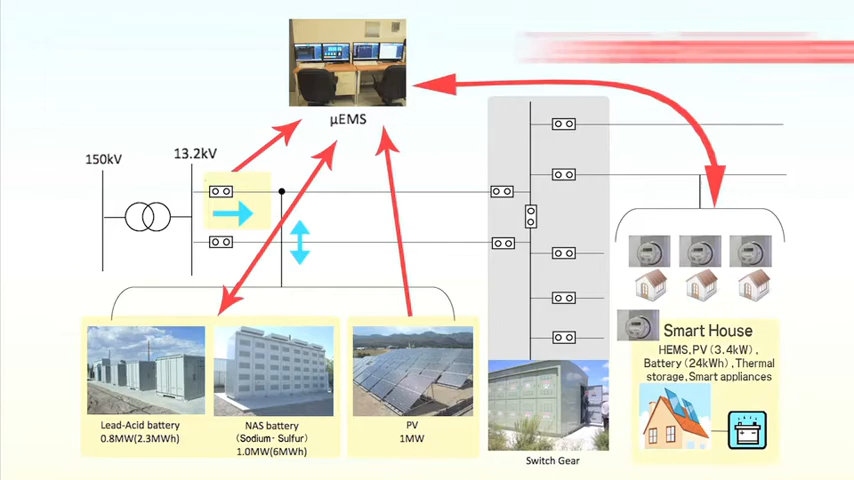 μEMS
150kV
13.2kV
Lead-Acid battery
0.8MW(2.3MWh)
NAS battery
(Sodium・Sulfur)
1.0MW(6MWh)
PV
1MW
Switch Gear
Smart House
HEMS,PV(3.4kW),
Battery(24kWh),Thermal
storage,Smart appliances